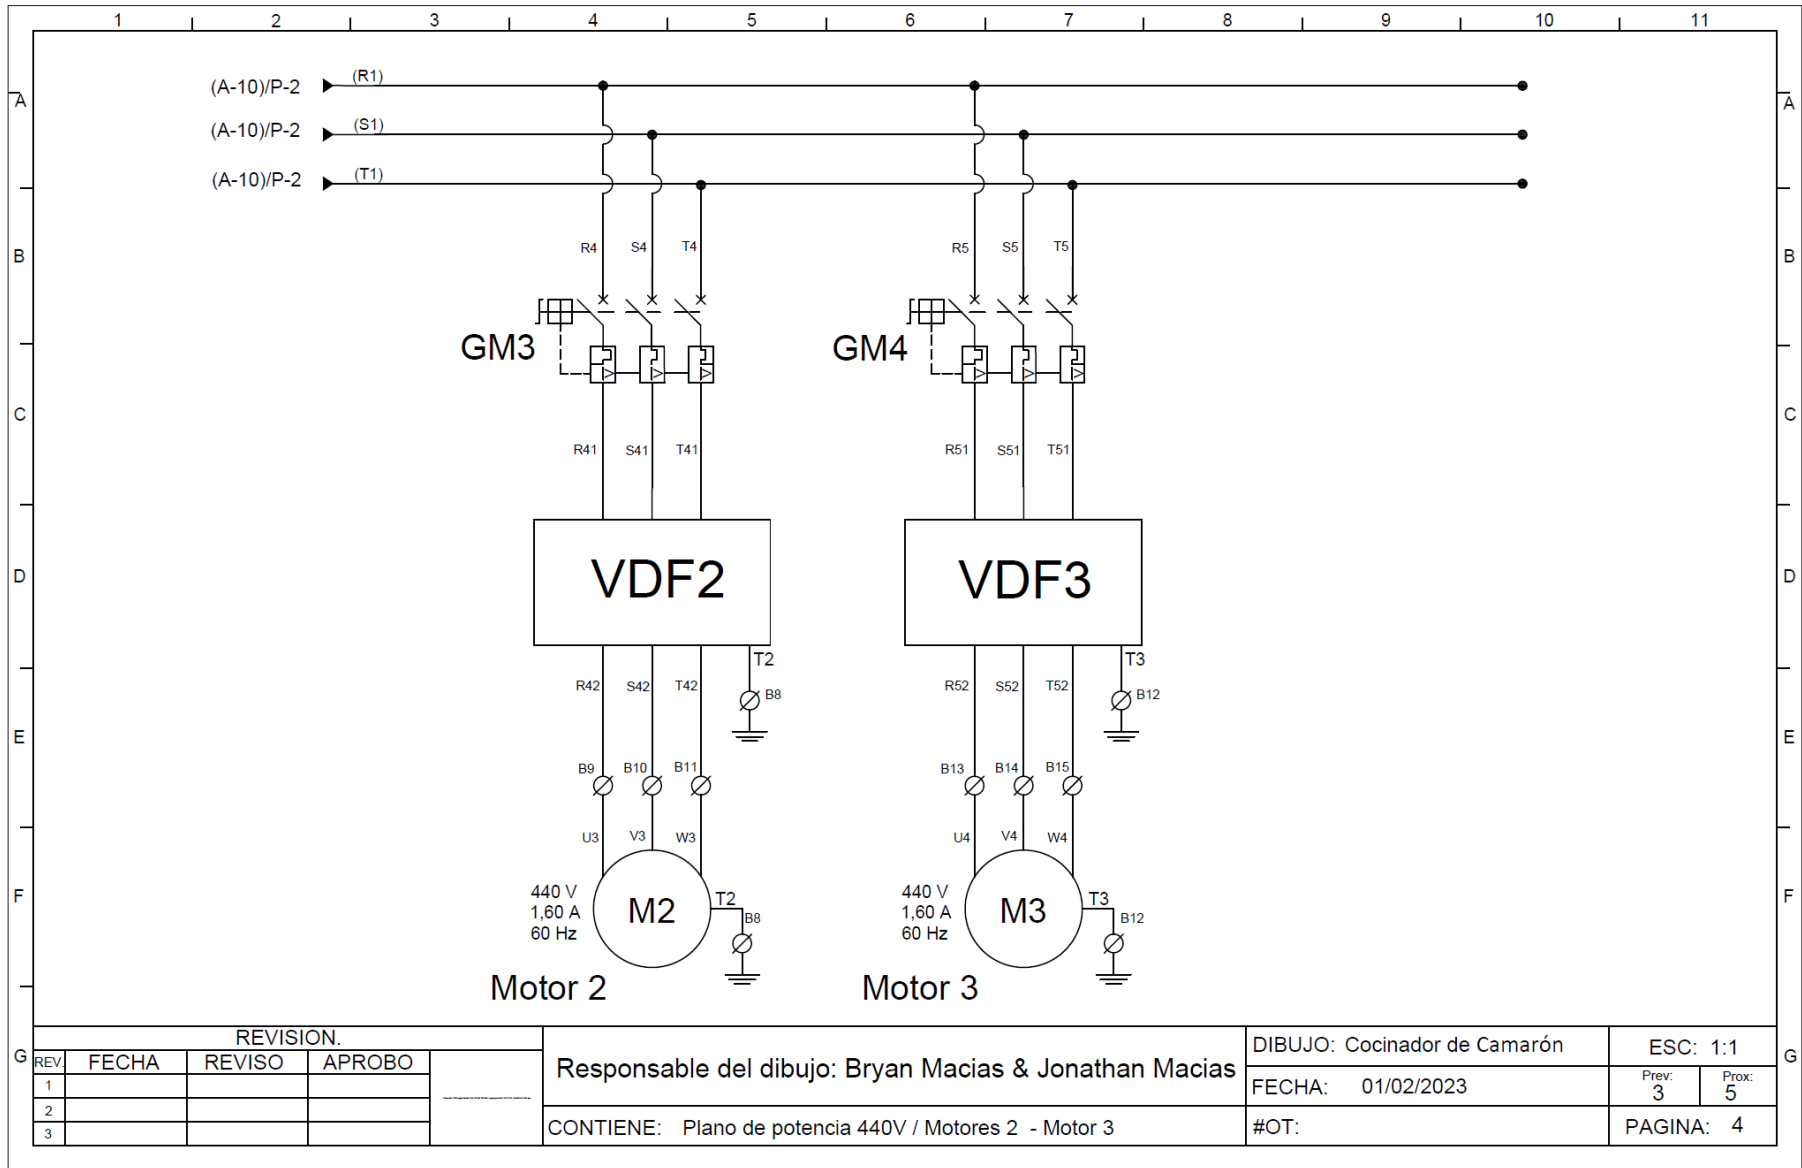 1 2 3 4 5 6 7 8 9 10 11
A A
B B
C C
D D
E E
F F
G G
(A-10)/P-2 (R1)
(A-10)/P-2 (S1)
(A-10)/P-2 (T1)
R4 S4 T4 R5 S5 T5
GM3 GM4
R41 S41 T41 R51 S51 T51
VDF2 VDF3
T2 T3
R42 S42 T42 B8 R52 S52 T52 B12
B9 B10 B11 B13 B14 B15
U3 V3 W3 U4 V4 W4
440 V 440 V
1,60 A M2 T2 B8 1,60 A M3 T3 B12
60 Hz 60 Hz
Motor 2 Motor 3
REVISION.
REV. FECHA REVISO APROBO
1
2
3
Responsable del dibujo: Bryan Macias & Jonathan Macias
CONTIENE: Plano de potencia 440V / Motores 2 - Motor 3
DIBUJO: Cocinador de Camarón
FECHA: 01/02/2023
#OT:
ESC: 1:1
Prev: Prox:
3 5
PAGINA: 4